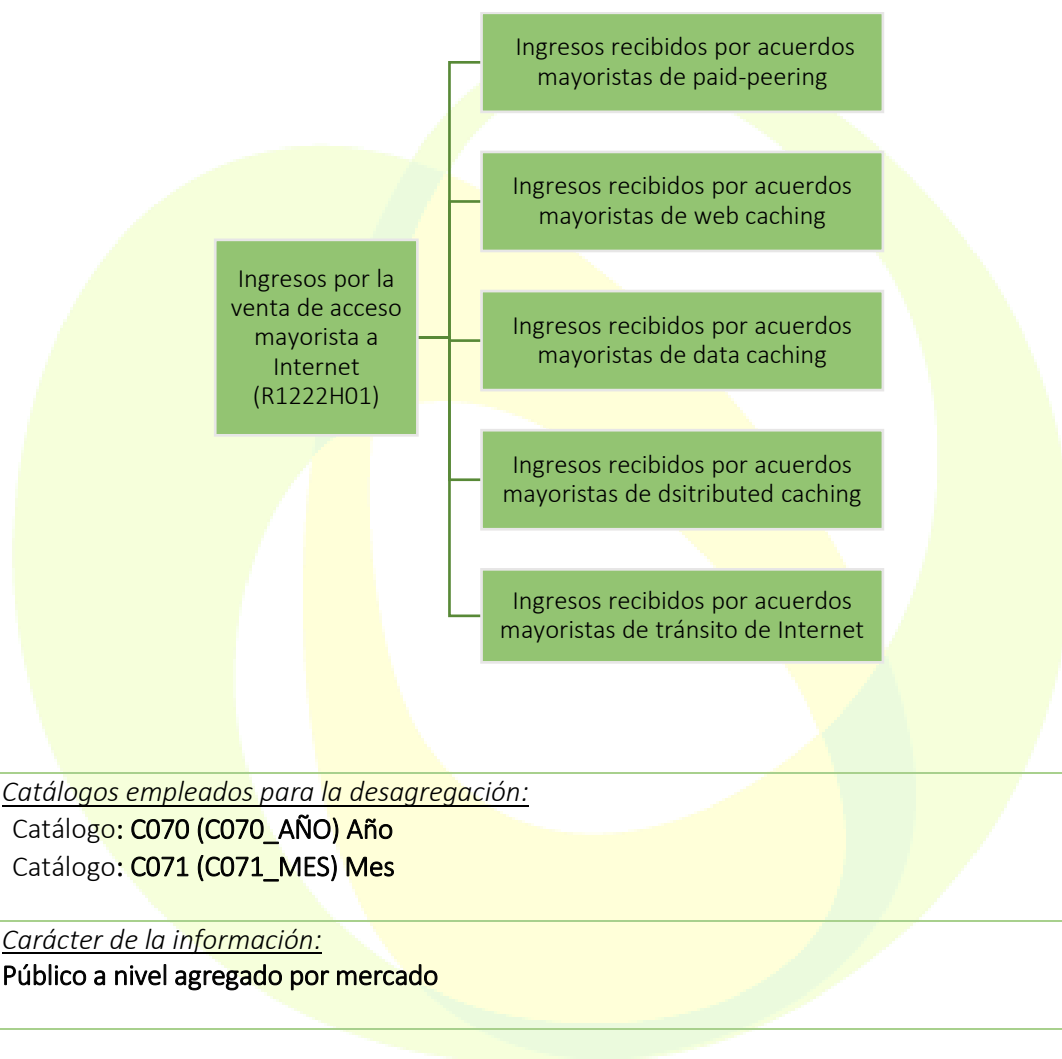 Ingresos recibidos por acuerdos
mayoristas de paid-peering
Ingresos recibidos por acuerdos
mayoristas de web caching
Ingresos por la
venta de acceso
mayorista a
Internet
(R1222H01)
Ingresos recibidos por acuerdos
mayoristas de data caching
Ingresos recibidos por acuerdos
mayoristas de dsitributed caching
Ingresos recibidos por acuerdos
mayoristas de tránsito de Internet
Catálogos empleados para la desagregación:
Catálogo: C070 (C070_AÑO) Año
Catálogo: C071 (C071_MES) Mes
Carácter de la información:
Público a nivel agregado por mercado